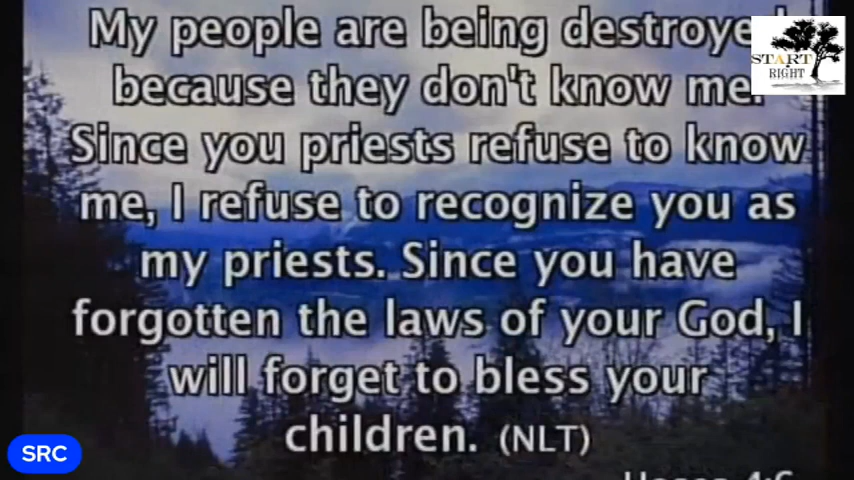 My people are being destroye
because they don't know me.
Since you priests refuse to know
me, I refuse to recognize you as
my priests. Since you have
forgotten the laws of your God, I
will forget to bless your
children. (NLT)
START
RIGHT
SRC